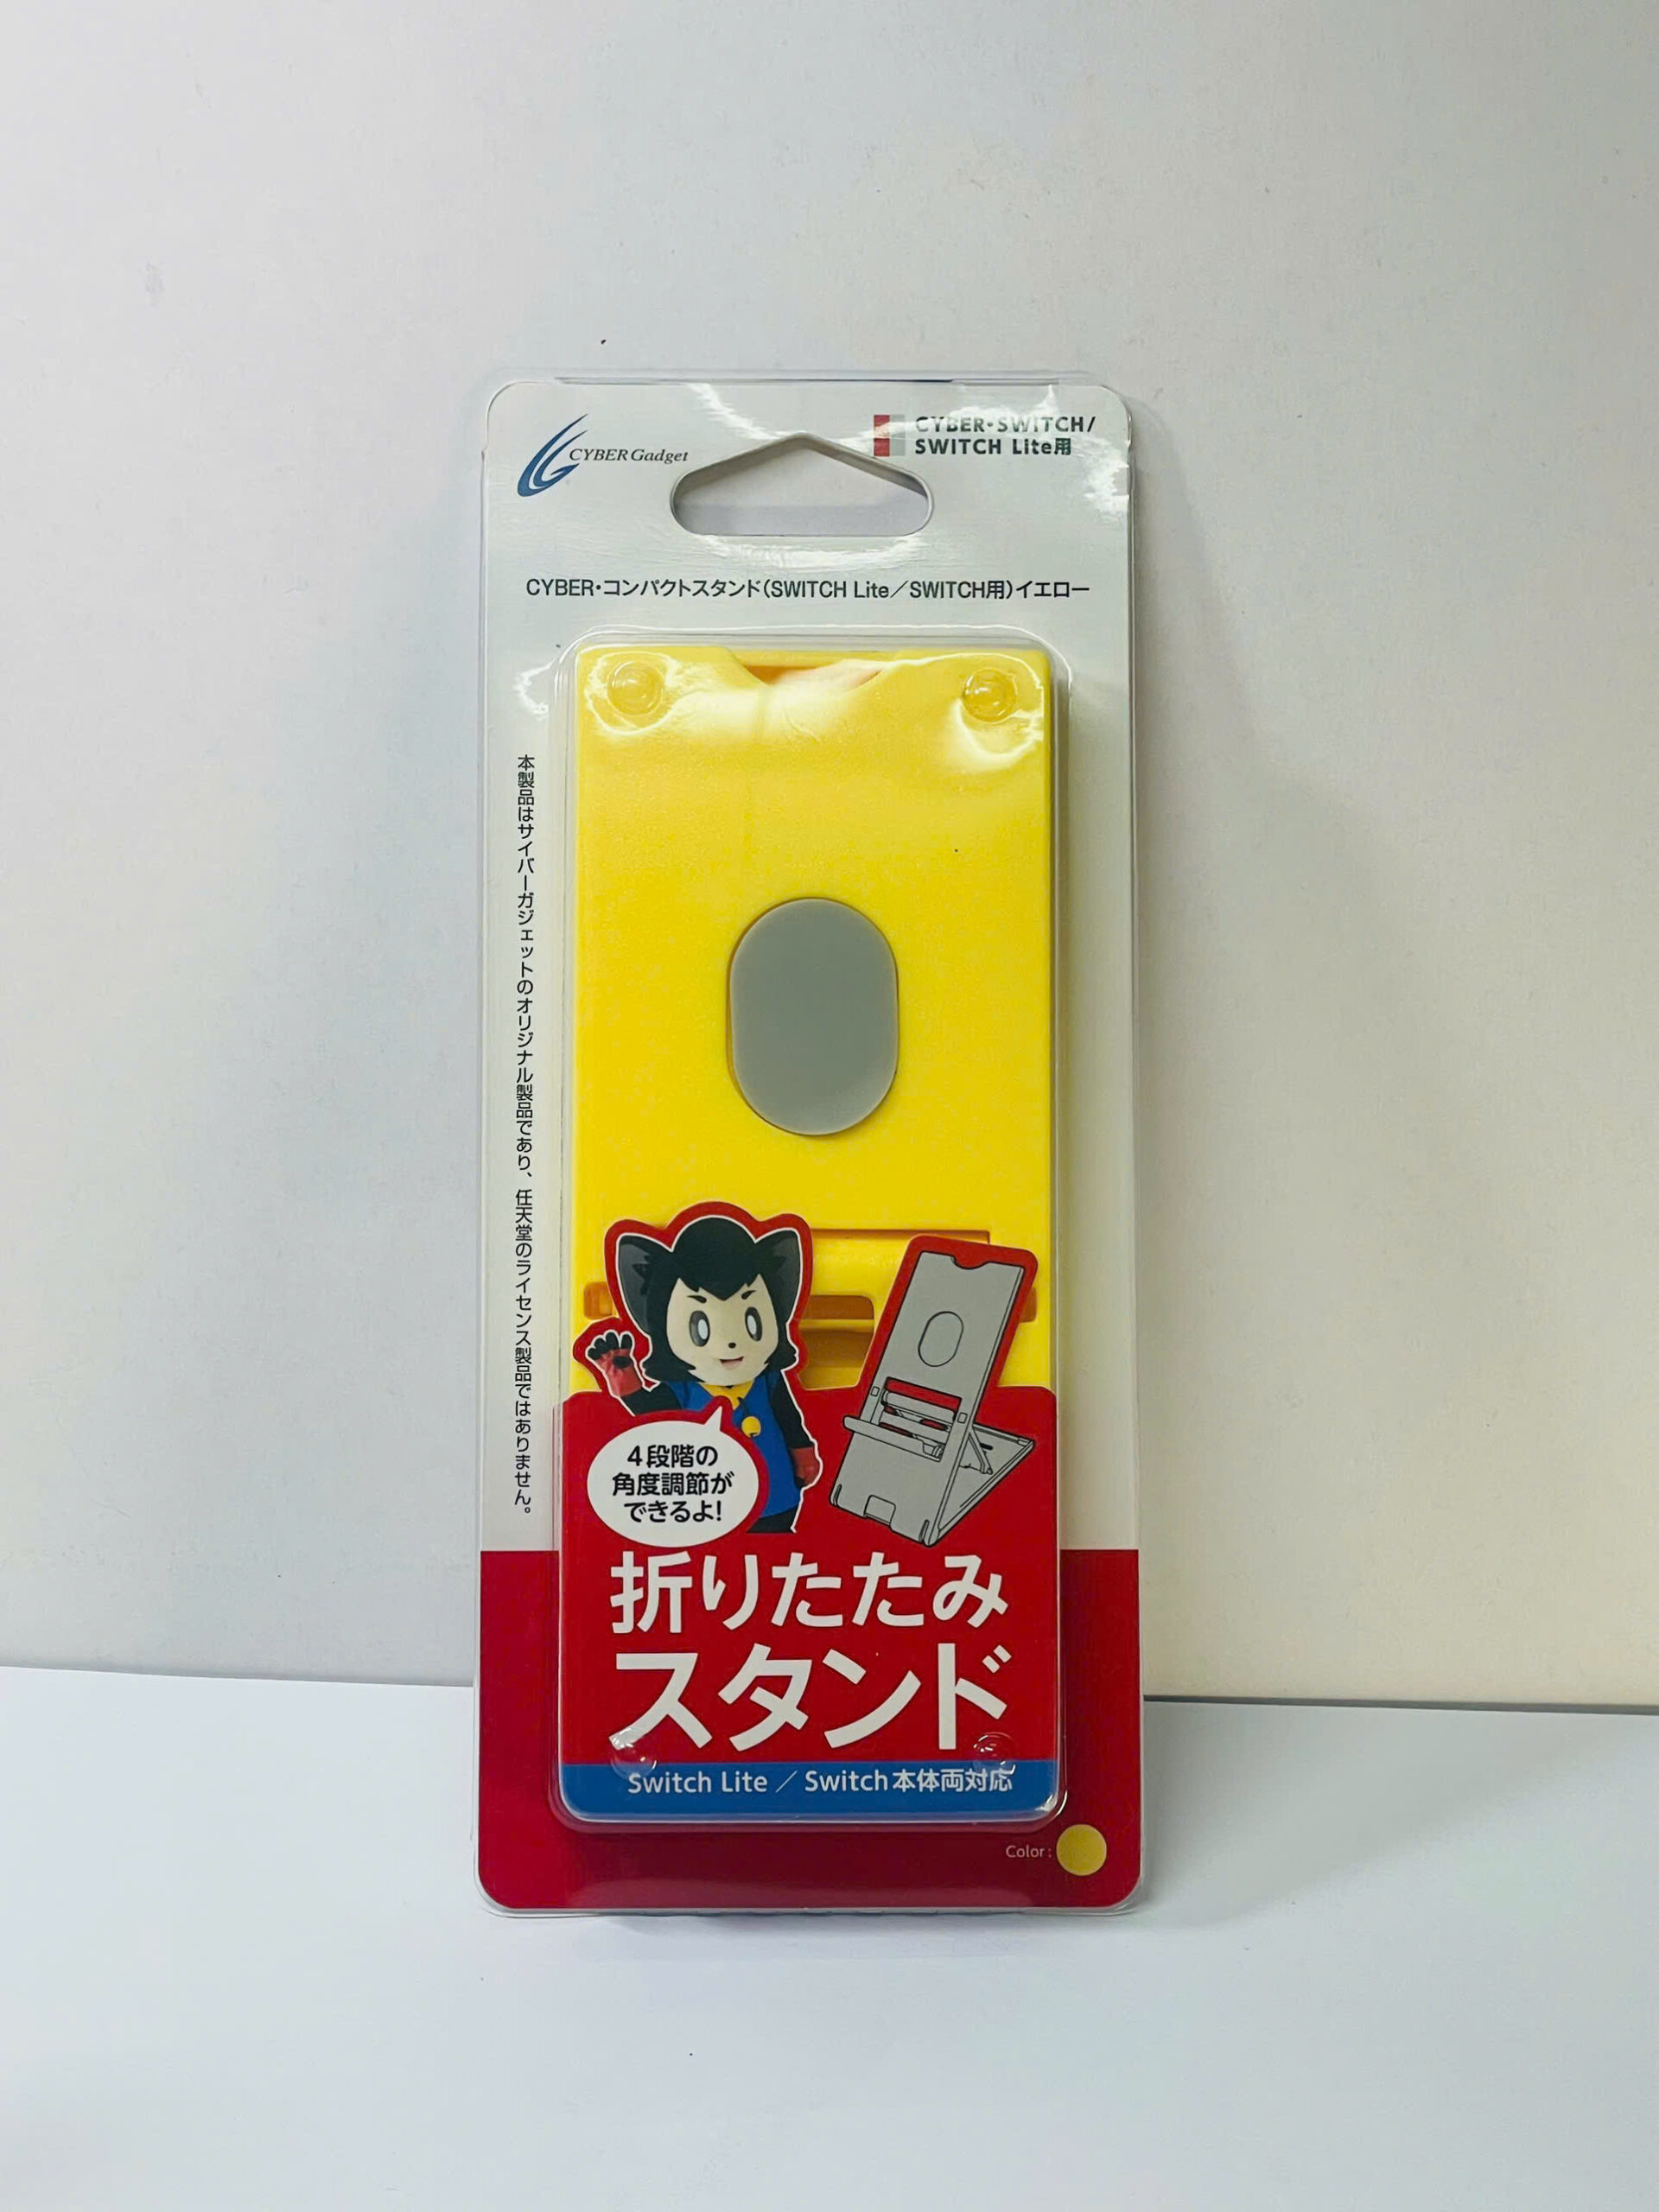 CYBER Gadget
CYBER・SWITCH/
SWITCH Lite用
CYBER・コンパクトスタンド(SWITCH Lite／SWITCH用)イエロー
本製品はサイバーガジェットのオリジナル製品であり、任天堂のライセンス製品ではありません。
4段階の
角度調節が
できるよ!
折りたたみ
スタンド
Switch Lite ／ Switch本体両対応
Color :